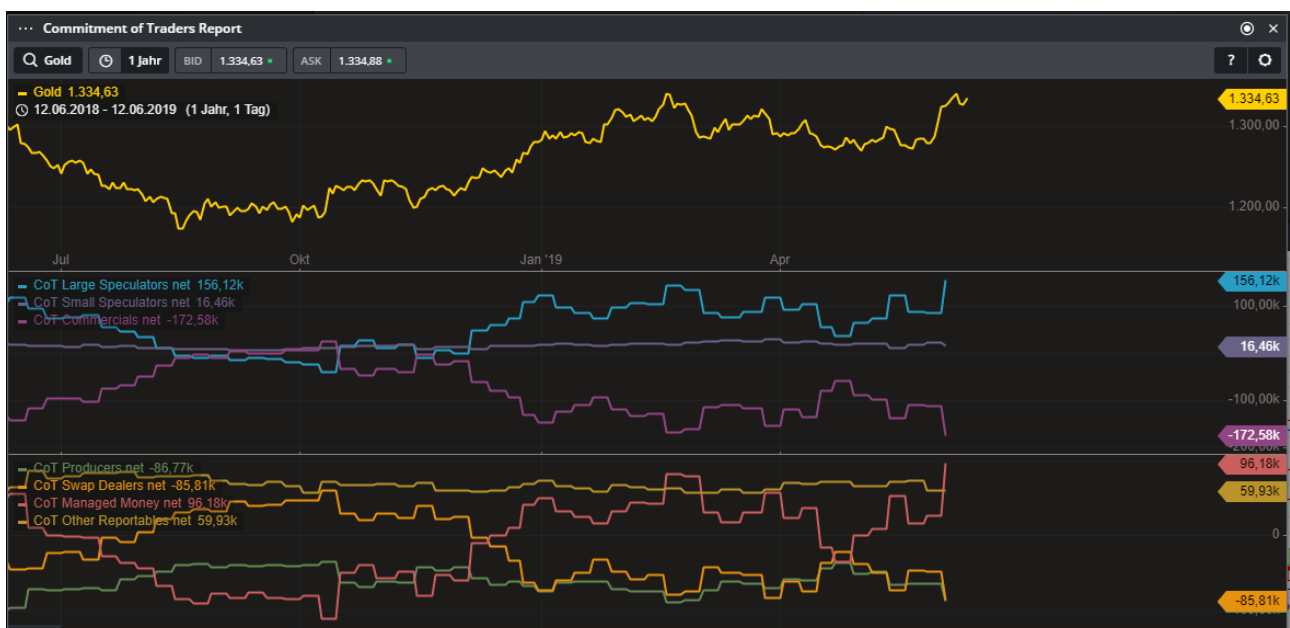 ··· Commitment of Traders Report
Gold 1 Jahr BID 1.334,63 ASK 1.334,88 ?
Gold 1.334,63
12.06.2018 - 12.06.2019 (1 Jahr, 1 Tag)
1.334,63
1.300,00
1.200,00
Jul Okt Jan '19 Apr
CoT Large Speculators net 156,12k
CoT Small Speculators net 16,46k
CoT Commercials net -172,58k
156,12k
100,00k
16,46k
-100,00k
-172,58k
CoT Producers net -86,77k
CoT Swap Dealers net -85,81k
CoT Managed Money net 96,18k
CoT Other Reportables net 59,93k
96,18k
59,93k
0
-85,81k